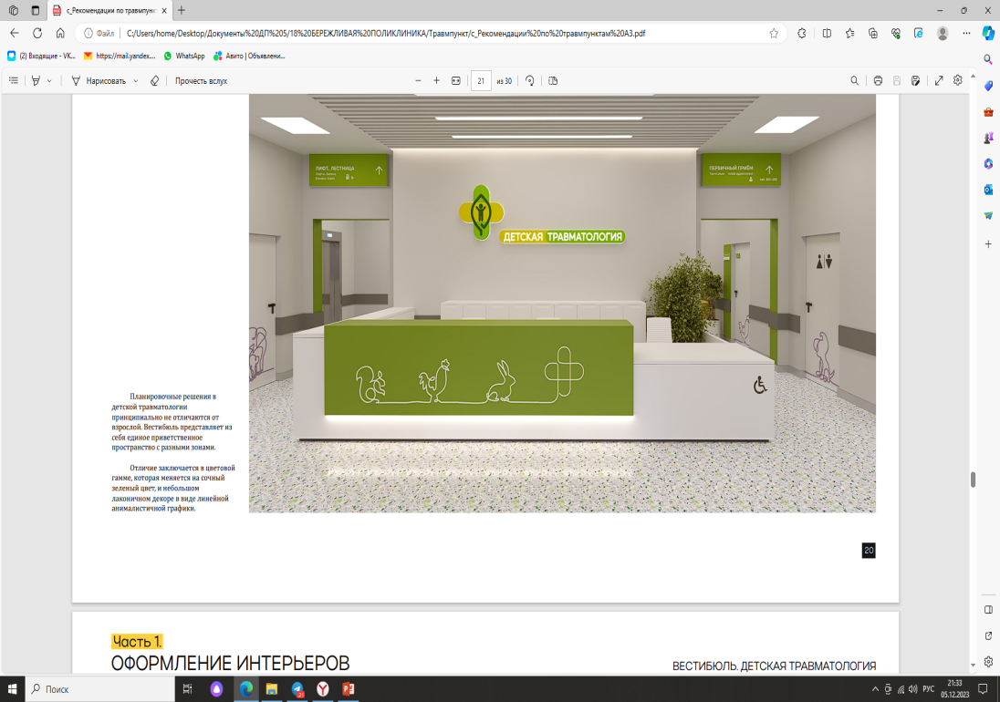 с_Рекомендации по травмпунк
Файл
C:/Users/home/Desktop/Документы%20ДП%205/18%20БЕРЕЖЛИВАЯ%20ПОЛИКЛИНИКА/Травмпункт/с_Рекомендации%20по%20травмпунктам%20А3.pdf
(2) Входящие - VK...
https://mail.yandex....
WhatsApp
Авито | Объявлени...
Нарисовать
Прочесть вслух
21
из 30
ЛИФТ, ЛЕСТНИЦА
ПЕРВИЧНЫЙ ПРИЁМ
ДЕТСКАЯ ТРАВМАТОЛОГИЯ
Планировочные решения в
детской травматологии
принципиально не отличаются от
взрослой. Вестибюль представляет из
себя единое приветственное
пространство с разными зонами.
Отличие заключается в цветовой
гамме, которая меняется на сочный
зеленый цвет, и небольшом
лаконичном декоре в виде линейной
анималистичной графики.
20
Часть 1.
ОФОРМЛЕНИЕ ИНТЕРЬЕРОВ
ВЕСТИБЮЛЬ. ДЕТСКАЯ ТРАВМАТОЛОГИЯ
Поиск
21
РУС
21:33
05.12.2023